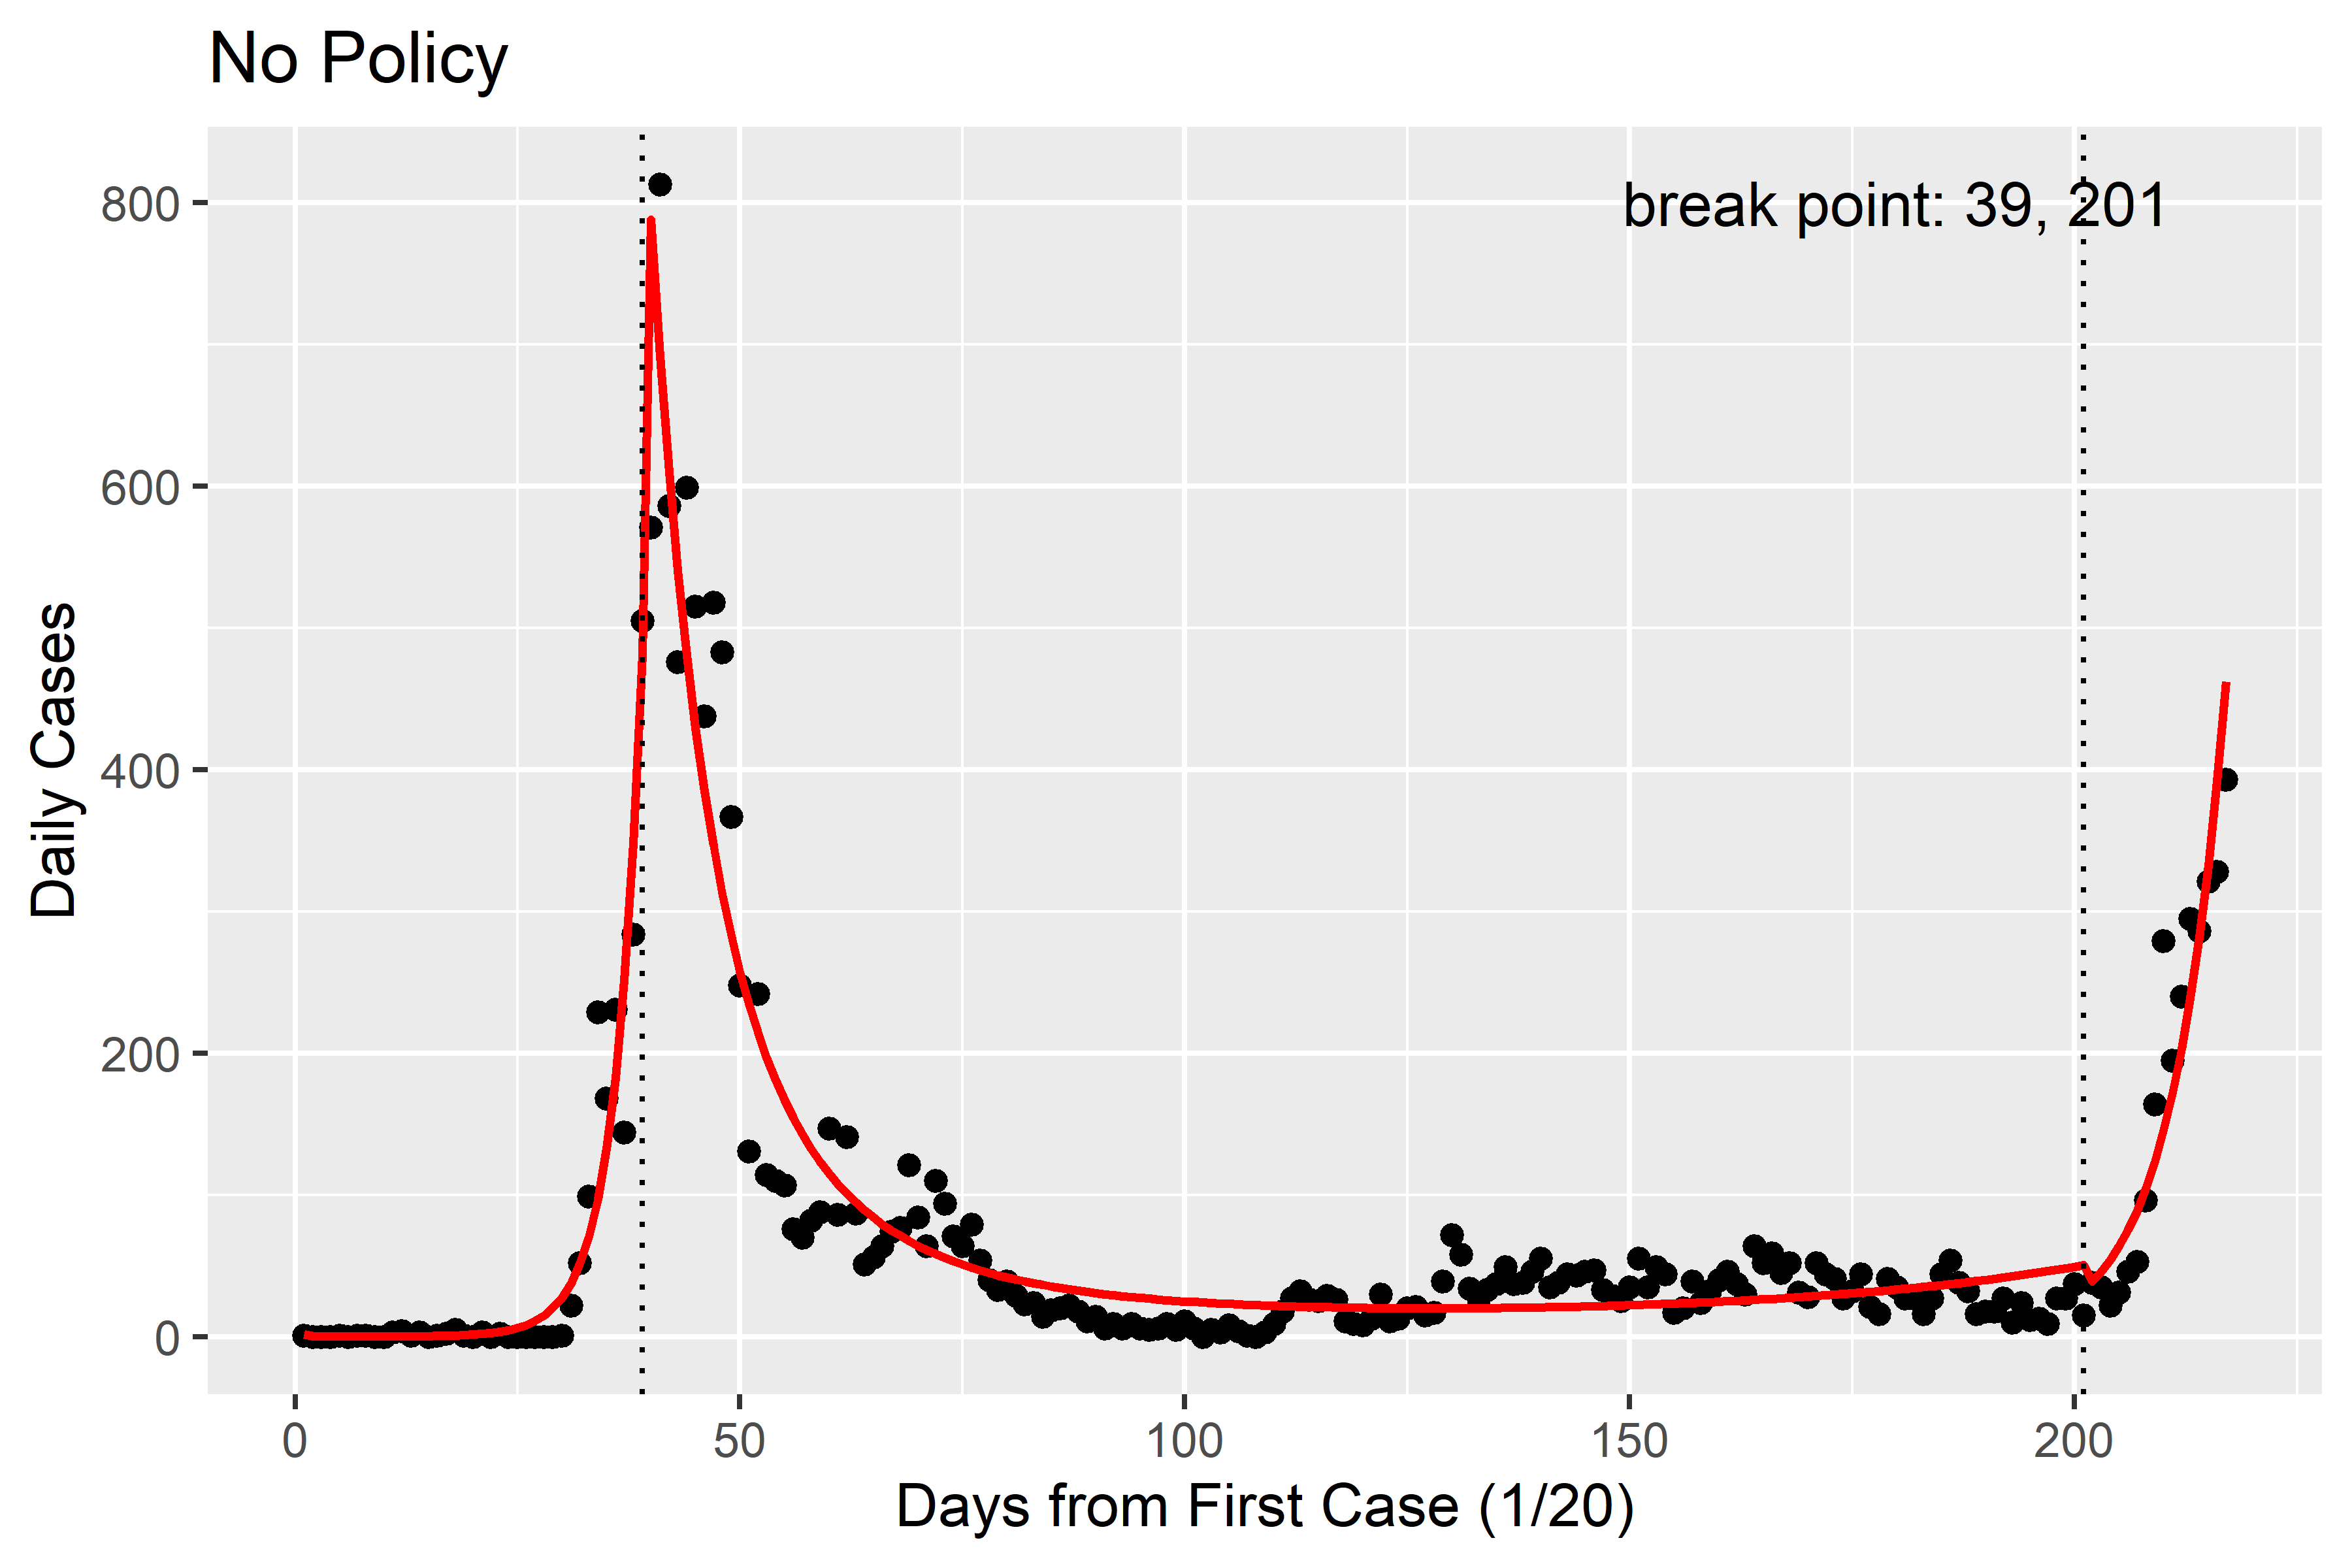 No Policy
break point: 39, 201
800
600
400
200
0
Daily Cases
0 50 100 150 200
Days from First Case (1/20)